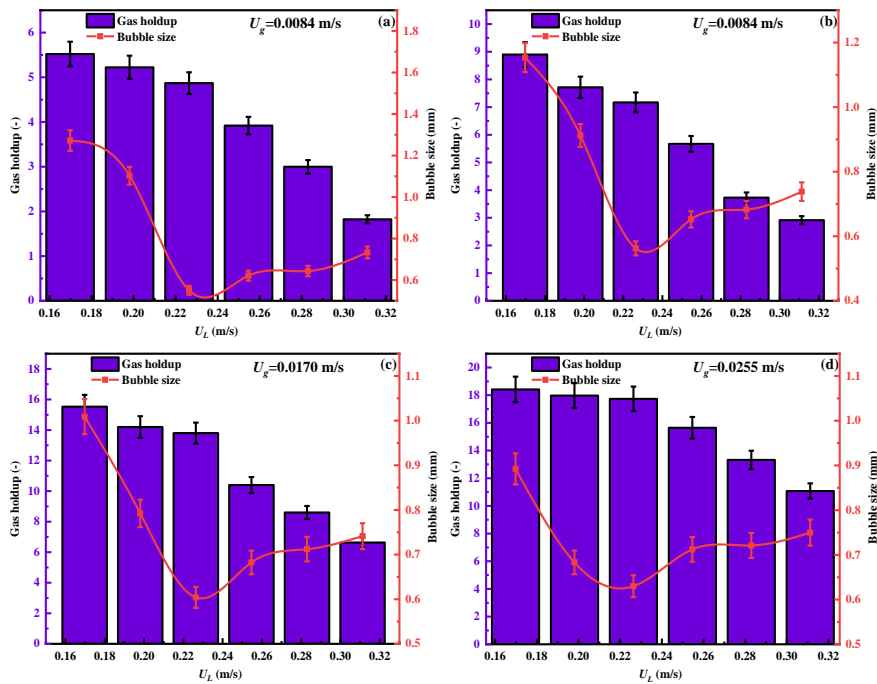 Gas holdup
Bubble size
U_g=0.0084 m/s
(a)
Gas holdup (-)
0
1
2
3
4
5
6
Bubble size (mm)
0.6
0.8
1.0
1.2
1.4
1.6
1.8
0.16 0.18 0.20 0.22 0.24 0.26 0.28 0.30 0.32
U_L (m/s)
Gas holdup
Bubble size
U_g=0.0084 m/s
(b)
Gas holdup (-)
0
1
2
3
4
5
6
7
8
9
10
Bubble size (mm)
0.4
0.6
0.8
1.0
1.2
0.16 0.18 0.20 0.22 0.24 0.26 0.28 0.30 0.32
U_L (m/s)
Gas holdup
Bubble size
U_g=0.0170 m/s
(c)
Gas holdup (-)
0
2
4
6
8
10
12
14
16
18
Bubble size (mm)
0.5
0.6
0.7
0.8
0.9
1.0
1.1
0.16 0.18 0.20 0.22 0.24 0.26 0.28 0.30 0.32
U_L (m/s)
Gas holdup
Bubble size
U_g=0.0255 m/s
(d)
Gas holdup (-)
0
2
4
6
8
10
12
14
16
18
20
Bubble size (mm)
0.5
0.6
0.7
0.8
0.9
1.0
1.1
0.16 0.18 0.20 0.22 0.24 0.26 0.28 0.30 0.32
U_L (m/s)